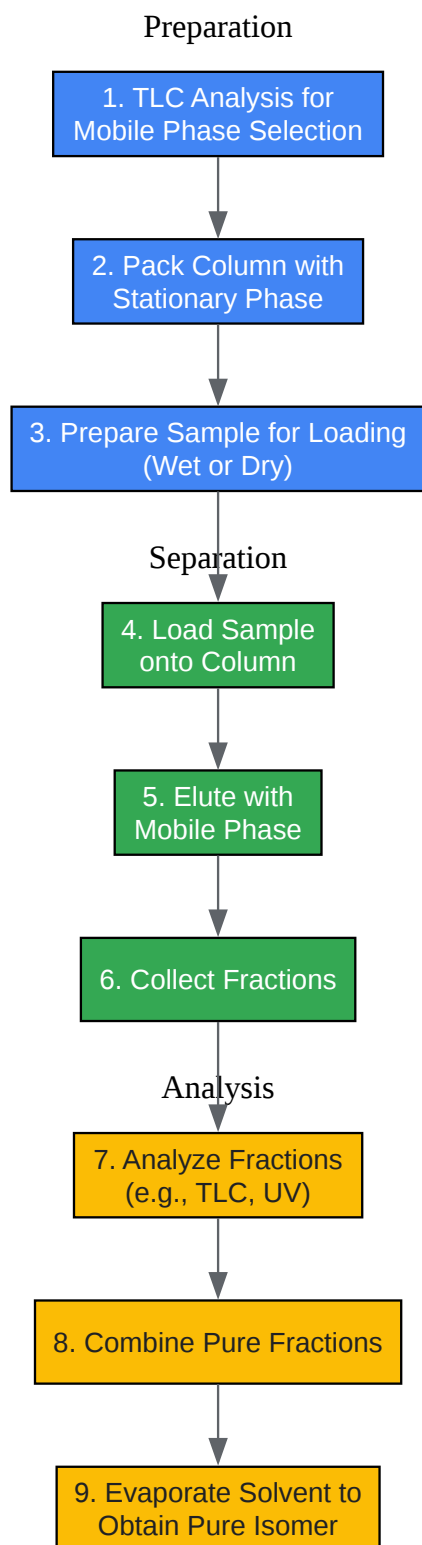 Preparation
1. TLC Analysis for
Mobile Phase Selection
2. Pack Column with
Stationary Phase
3. Prepare Sample for Loading
(Wet or Dry)
Separation
4. Load Sample
onto Column
5. Elute with
Mobile Phase
6. Collect Fractions
Analysis
7. Analyze Fractions
(e.g., TLC, UV)
8. Combine Pure Fractions
9. Evaporate Solvent to
Obtain Pure Isomer